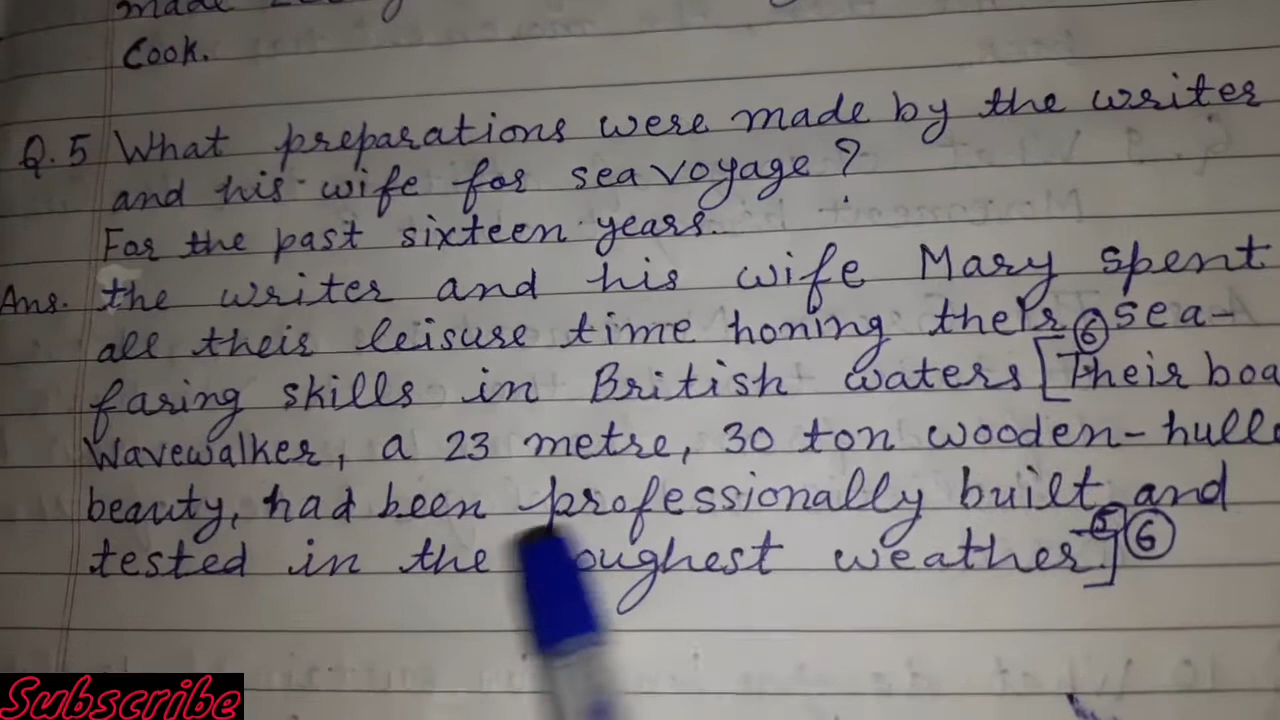 made
Cook.
Q.5 What preparations were made by the writer
and his wife for sea voyage?
For the past sixteen years.
Ans. the writer and his wife Mary spent
all their leisure time honing their ⑥ sea-
faring skills in British waters [Their boa
Wavewalker, a 23 metre, 30 ton wooden-hull
beauty, had been professionally built and
tested in the oughest weather] ⑥
Subscribe